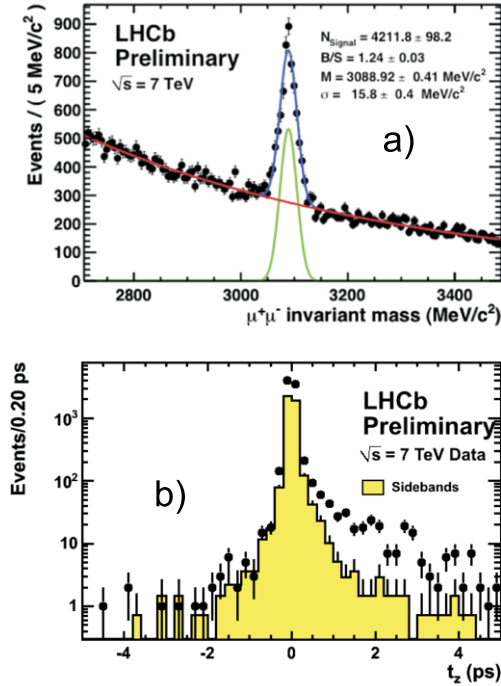 LHCb
Preliminary
√s = 7 TeV
N_Signal = 4211.8 ± 98.2
B/S = 1.24 ± 0.03
M = 3088.92 ± 0.41 MeV/c²
σ = 15.8 ± 0.4 MeV/c²
a)
Events / ( 5 MeV/c²)
900
800
700
600
500
400
300
200
100
0
2800 3000 3200 3400
μ⁺μ⁻ invariant mass (MeV/c²)
LHCb
Preliminary
√s = 7 TeV Data
Sidebands
b)
Events/0.20 ps
10³
10²
10
1
-4 -2 0 2 4
t_z (ps)